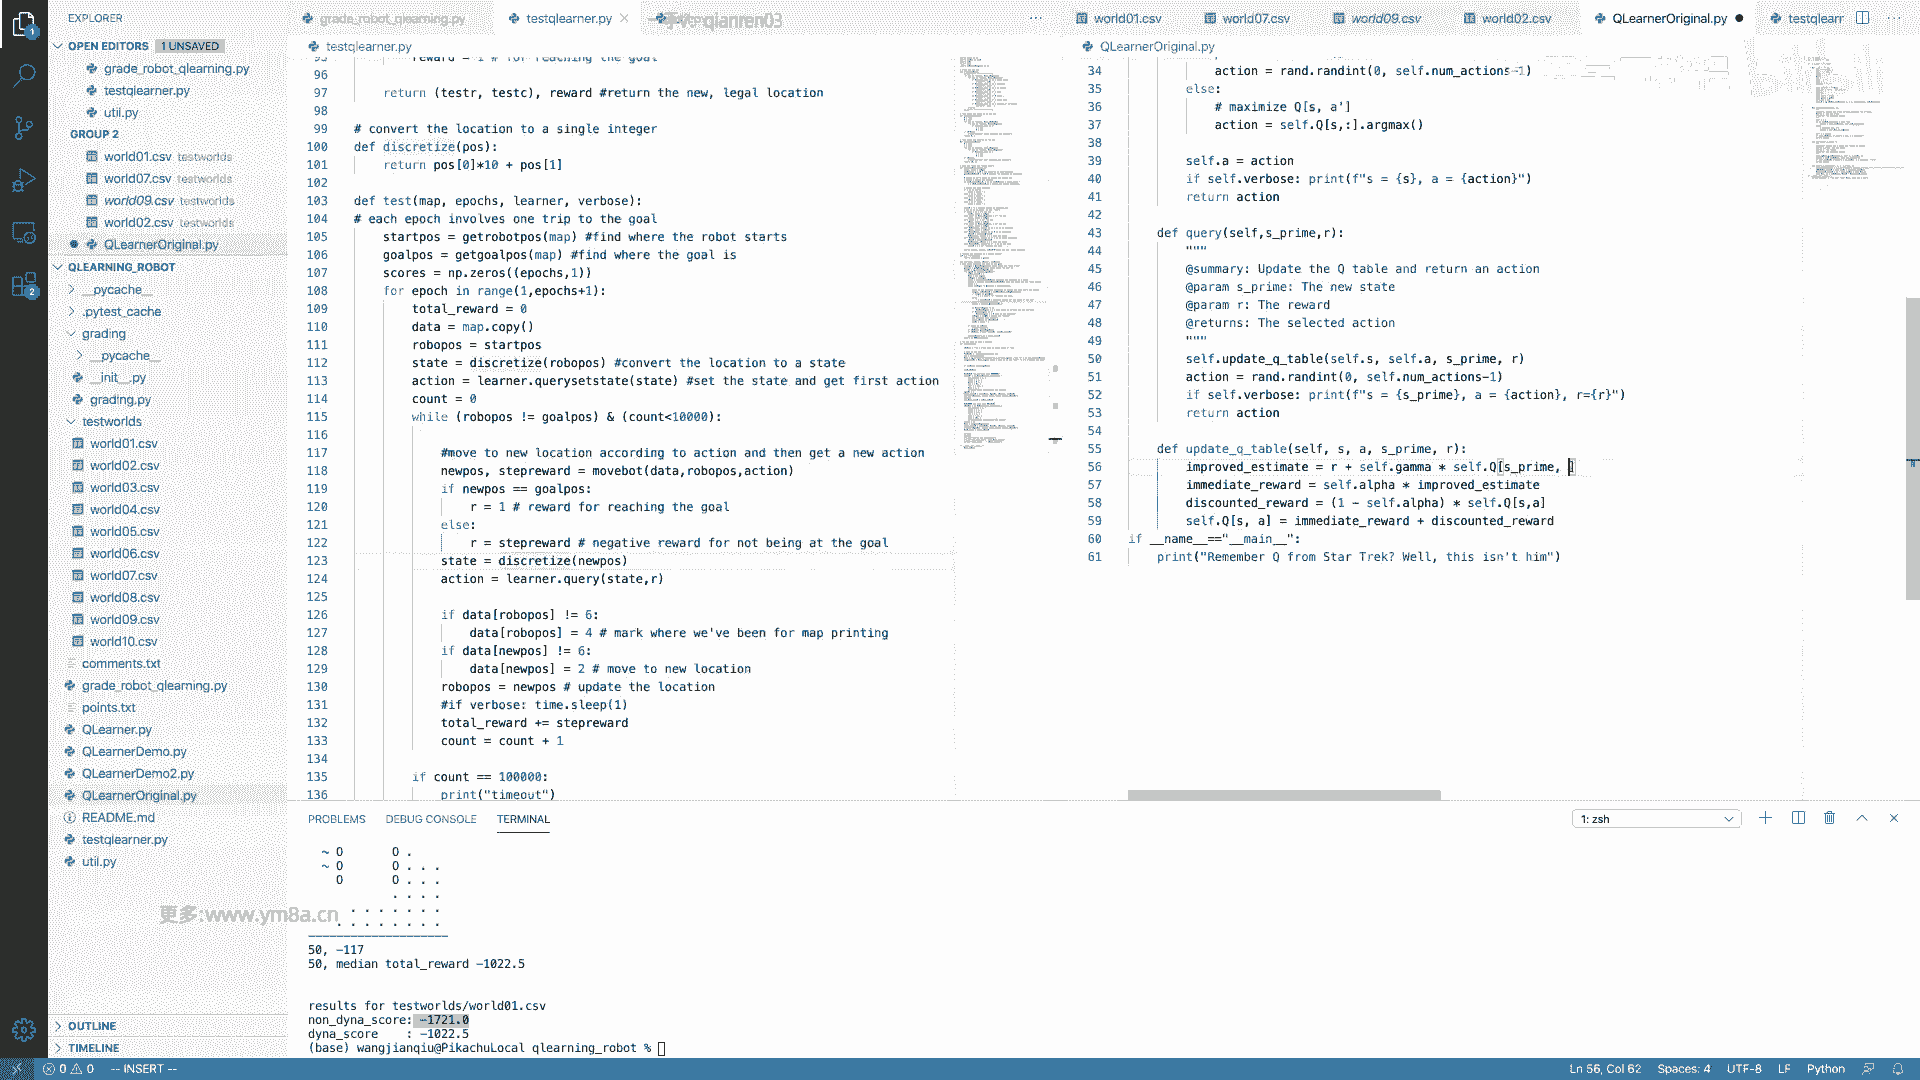 EXPLORER
OPEN EDITORS 1 UNSAVED
grade_robot_qlearning.py
testqlearner.py
util.py
GROUP 2
world01.csv testworlds
world07.csv testworlds
world09.csv testworlds
world02.csv testworlds
QLearnerOriginal.py
QLEARNING_ROBOT
__pycache__
.pytest_cache
grading
__pycache__
__init__.py
grading.py
testworlds
world01.csv
world02.csv
world03.csv
world04.csv
world05.csv
world06.csv
world07.csv
world08.csv
world09.csv
world10.csv
comments.txt
grade_robot_qlearning.py
points.txt
QLearner.py
QLearnerDemo.py
QLearnerDemo2.py
QLearnerOriginal.py
README.md
testqlearner.py
util.py
OUTLINE
TIMELINE
grade_robot_qlearning.py testqlearner.py
testqlearner.py
95 reward = 1 # for reaching the goal
96
97 return (testr, testc), reward #return the new, legal location
98
99 # convert the location to a single integer
100 def discretize(pos):
101 return pos[0]*10 + pos[1]
102
103 def test(map, epochs, learner, verbose):
104 # each epoch involves one trip to the goal
105 startpos = getrobotpos(map) #find where the robot starts
106 goalpos = getgoalpos(map) #find where the goal is
107 scores = np.zeros((epochs,1))
108 for epoch in range(1,epochs+1):
109 total_reward = 0
110 data = map.copy()
111 robopos = startpos
112 state = discretize(robopos) #convert the location to a state
113 action = learner.querysetstate(state) #set the state and get first action
114 count = 0
115 while (robopos != goalpos) & (count<10000):
116
117 #move to new location according to action and then get a new action
118 newpos, stepreward = movebot(data,robopos,action)
119 if newpos == goalpos:
120 r = 1 # reward for reaching the goal
121 else:
122 r = stepreward # negative reward for not being at the goal
123 state = discretize(newpos)
124 action = learner.query(state,r)
125
126 if data[robopos] != 6:
127 data[robopos] = 4 # mark where we've been for map printing
128 if data[newpos] != 6:
129 data[newpos] = 2 # move to new location
130 robopos = newpos # update the location
131 #if verbose: time.sleep(1)
132 total_reward += stepreward
133 count = count + 1
134
135 if count == 100000:
136 print("timeout")
world01.csv world07.csv world09.csv world02.csv QLearnerOriginal.py testqlearr
QLearnerOriginal.py
34 action = rand.randint(0, self.num_actions-1)
35 else:
36 # maximize Q[s, a']
37 action = self.Q[s,:].argmax()
38
39 self.a = action
40 if self.verbose: print(f"s = {s}, a = {action}")
41 return action
42
43 def query(self,s_prime,r):
44 """
45 @summary: Update the Q table and return an action
46 @param s_prime: The new state
47 @param r: The reward
48 @returns: The selected action
49 """
50 self.update_q_table(self.s, self.a, s_prime, r)
51 action = rand.randint(0, self.num_actions-1)
52 if self.verbose: print(f"s = {s_prime}, a = {action}, r={r}")
53 return action
54
55 def update_q_table(self, s, a, s_prime, r):
56 improved_estimate = r + self.gamma * self.Q[s_prime, ]
57 immediate_reward = self.alpha * improved_estimate
58 discounted_reward = (1 - self.alpha) * self.Q[s,a]
59 self.Q[s, a] = immediate_reward + discounted_reward
60 if __name__=="__main__":
61 print("Remember Q from Star Trek? Well, this isn't him")
PROBLEMS DEBUG CONSOLE TERMINAL
1: zsh
~ O O .
~ O O . . .
O O . . .
. . . .
. . . . . . .
. . . . . . . .
--------------------
50, -117
50, median total_reward -1022.5
results for testworlds/world01.csv
non_dyna_score: -1721.0
dyna_score : -1022.5
(base) wangjianqiu@PikachuLocal qlearning_robot %
更多:www.ym8a.cn
0 0 -- INSERT -- Ln 56, Col 62 Spaces: 4 UTF-8 LF Python